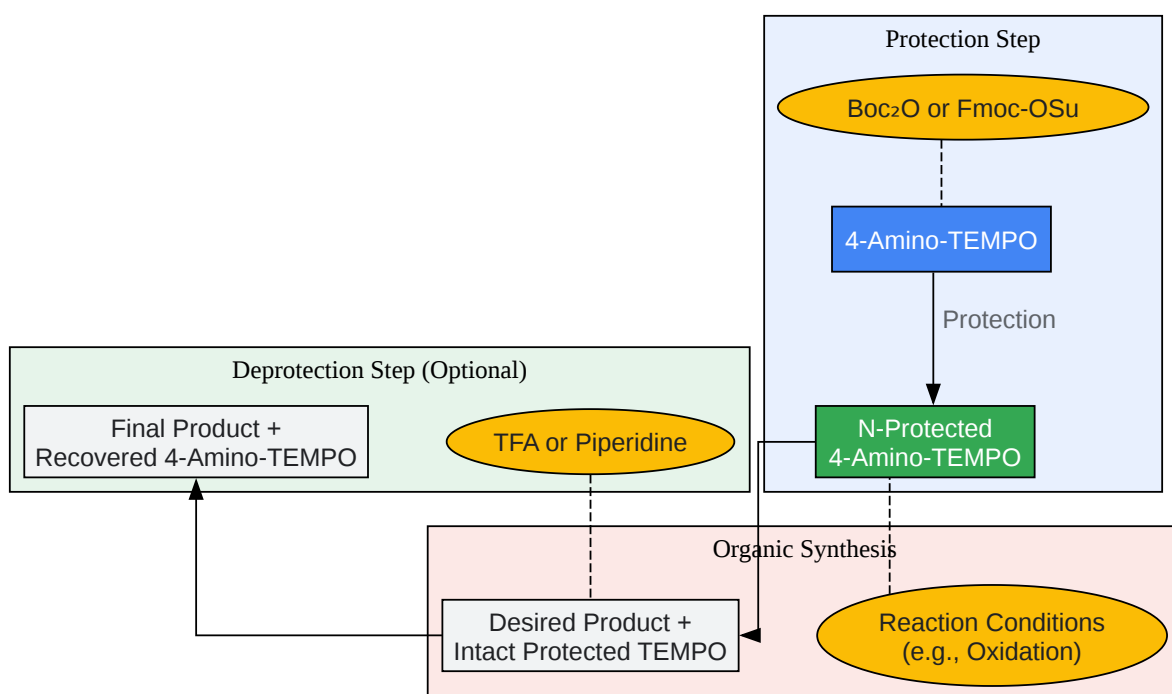 Protection Step
Boc₂O or Fmoc-OSu
4-Amino-TEMPO
Protection
N-Protected
4-Amino-TEMPO
Deprotection Step (Optional)
Final Product +
Recovered 4-Amino-TEMPO
TFA or Piperidine
Organic Synthesis
Desired Product +
Intact Protected TEMPO
Reaction Conditions
(e.g., Oxidation)